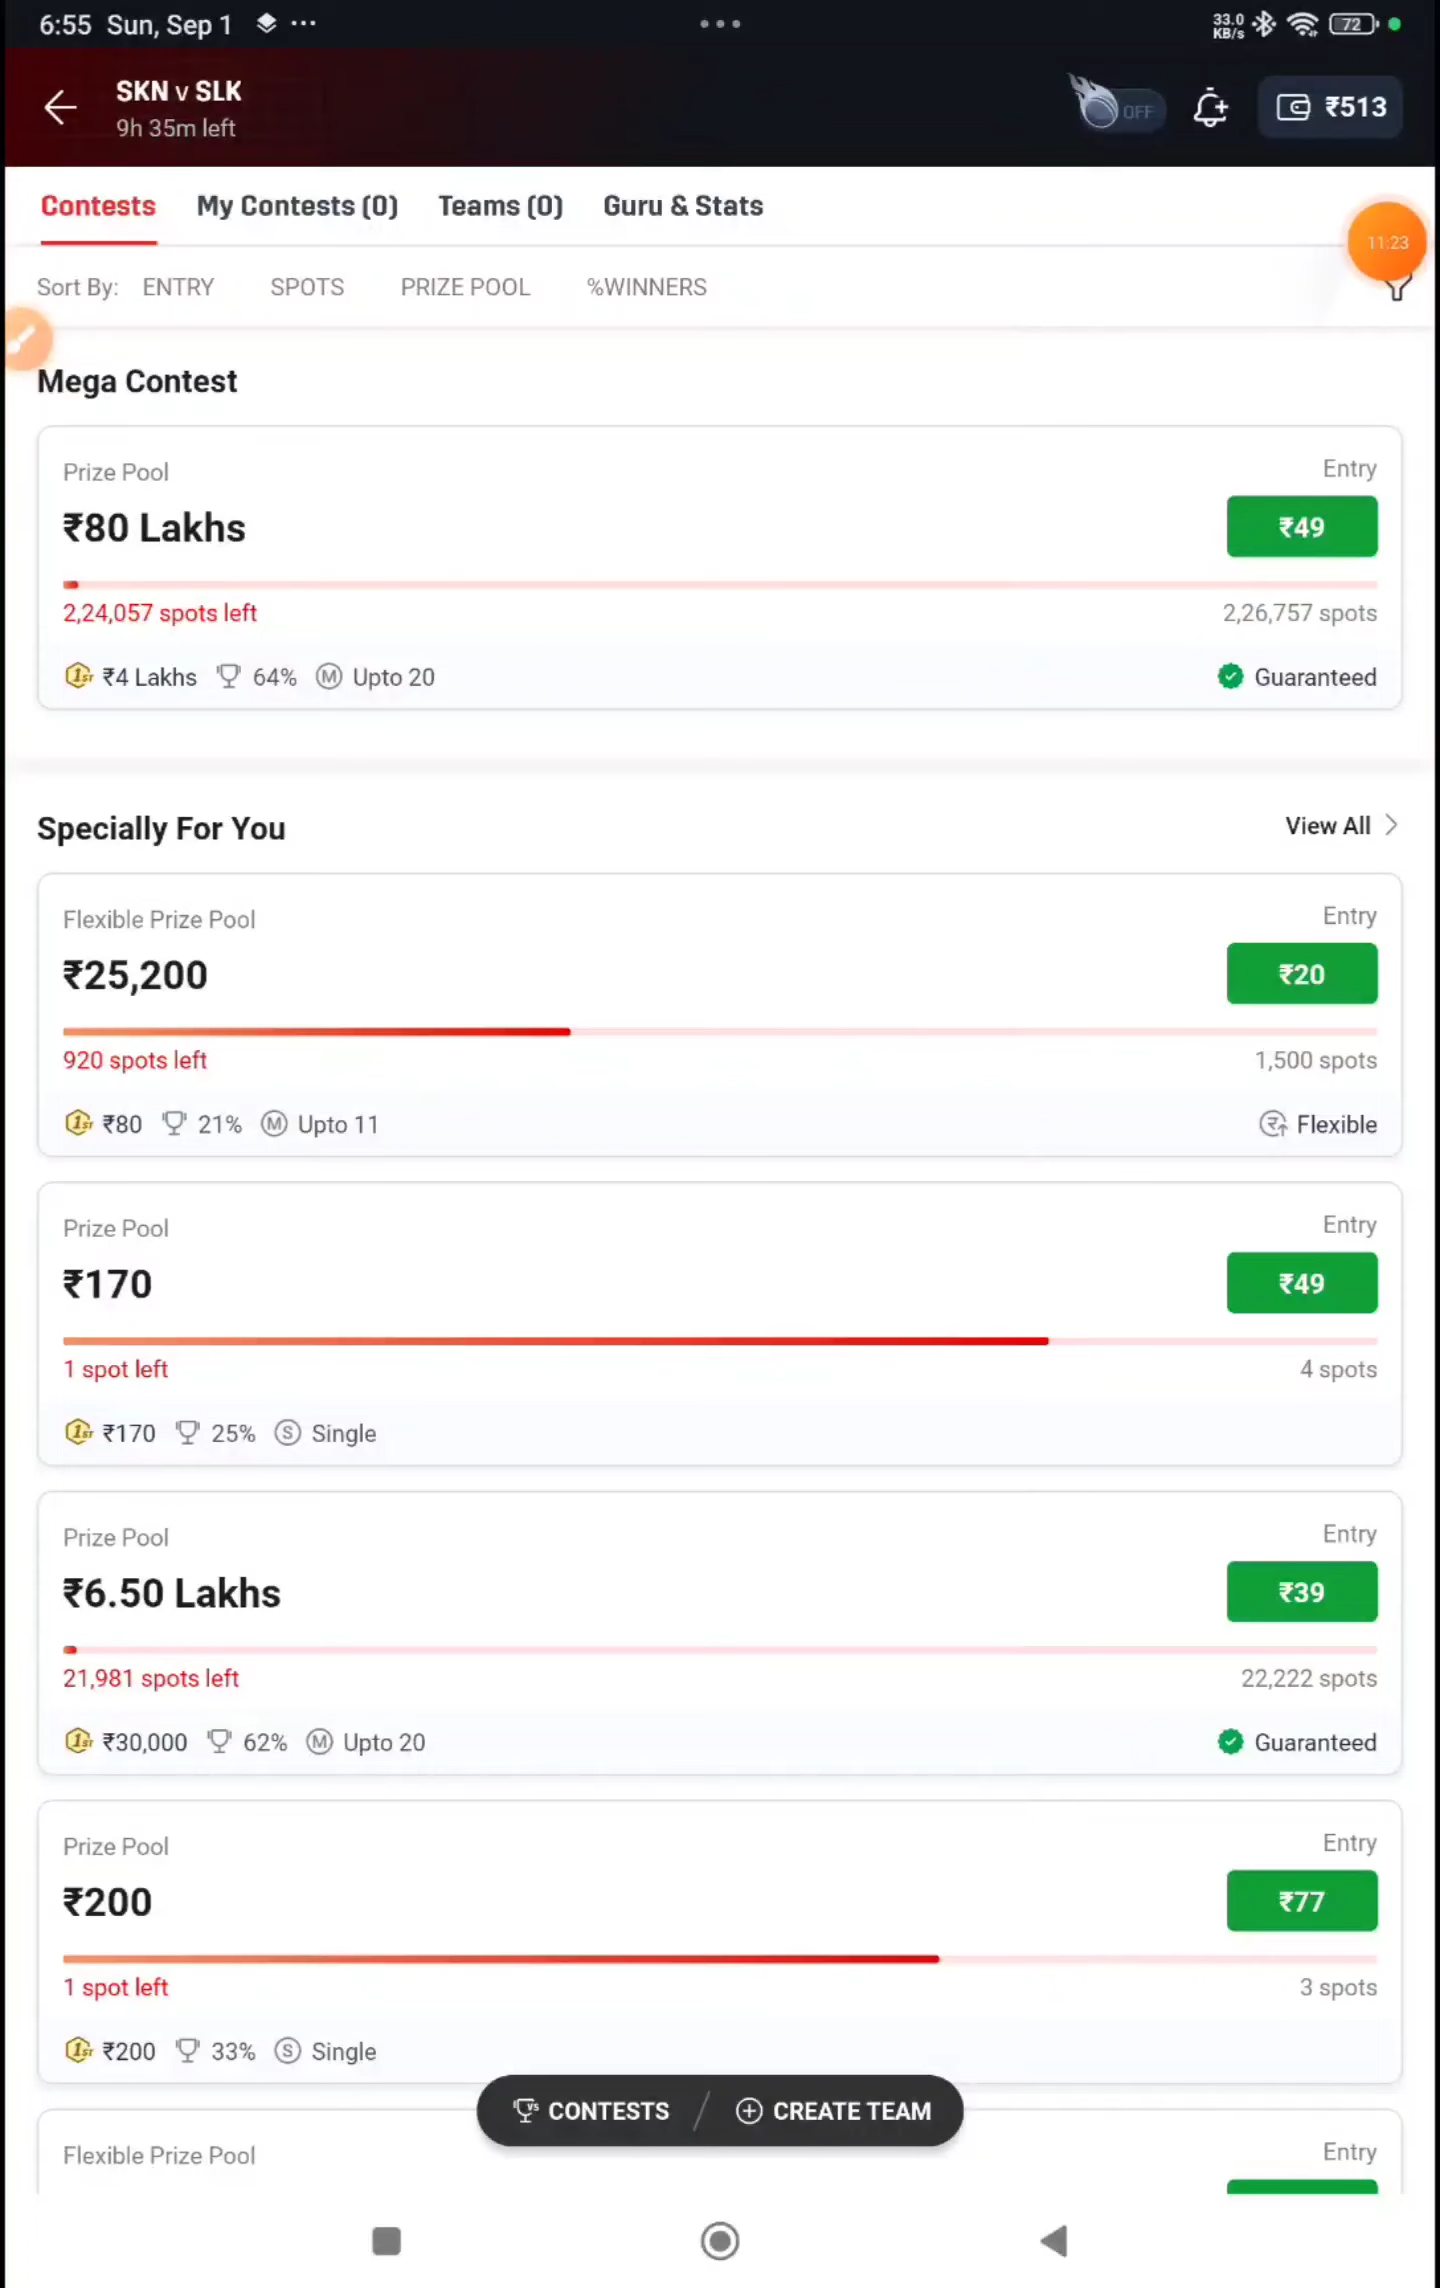 6:55 Sun, Sep 1
33.0
KB/s
72
SKN v SLK
9h 35m left
OFF
₹513
Contests My Contests (0) Teams (0) Guru & Stats
11:23
Sort By: ENTRY SPOTS PRIZE POOL %WINNERS
Mega Contest
Prize Pool
Entry
₹80 Lakhs
₹49
2,24,057 spots left
2,26,757 spots
1ST ₹4 Lakhs 64% M Upto 20
Guaranteed
Specially For You
View All
Flexible Prize Pool
Entry
₹25,200
₹20
920 spots left
1,500 spots
1ST ₹80 21% M Upto 11
Flexible
Prize Pool
Entry
₹170
₹49
1 spot left
4 spots
1ST ₹170 25% S Single
Prize Pool
Entry
₹6.50 Lakhs
₹39
21,981 spots left
22,222 spots
1ST ₹30,000 62% M Upto 20
Guaranteed
Prize Pool
Entry
₹200
₹77
1 spot left
3 spots
1ST ₹200 33% S Single
VS CONTESTS
CREATE TEAM
Flexible Prize Pool
Entry